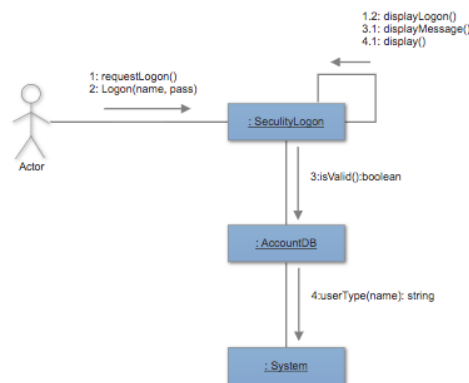 1.2: displayLogon()
3.1: displayMessage()
4.1: display()
1: requestLogon()
2: Logon(name, pass)
: SeculityLogon
Actor
3:isValid():boolean
: AccountDB
4:userType(name): string
: System